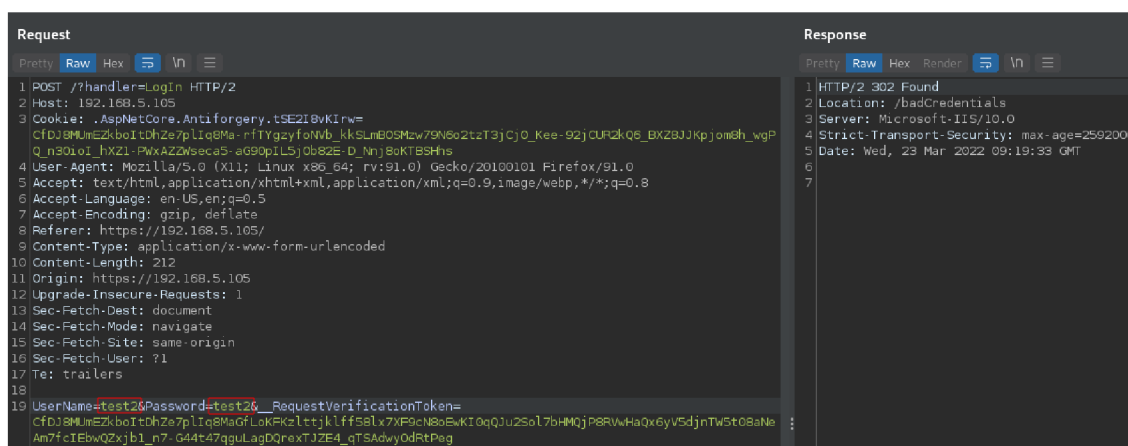 Request
Pretty Raw Hex \n
1 POST /?handler=LogIn HTTP/2
2 Host: 192.168.5.105
3 Cookie: .AspNetCore.Antiforgery.tSE2I8vKIrw=
CfDJ8MUmEZkboItDhZe7plIq8Ma-rfTYgzyfoNVb_kkSLmBOSMzw79N6o2tzT3jCjO_Kee-92jCUR2kQ6_BXZBJJKpjom8h_wgP
Q_n3OioI_hXZ1-PWxAZZWseca5-aG90pIL5jOb82E-D_Nnj8oKTBSHhs
4 User-Agent: Mozilla/5.0 (X11; Linux x86_64; rv:91.0) Gecko/20100101 Firefox/91.0
5 Accept: text/html,application/xhtml+xml,application/xml;q=0.9,image/webp,*/*;q=0.8
6 Accept-Language: en-US,en;q=0.5
7 Accept-Encoding: gzip, deflate
8 Referer: https://192.168.5.105/
9 Content-Type: application/x-www-form-urlencoded
10 Content-Length: 212
11 Origin: https://192.168.5.105
12 Upgrade-Insecure-Requests: 1
13 Sec-Fetch-Dest: document
14 Sec-Fetch-Mode: navigate
15 Sec-Fetch-Site: same-origin
16 Sec-Fetch-User: ?1
17 Te: trailers
18
19 UserName=test2&Password=test2&__RequestVerificationToken=
CfDJ8MUmEZkboItDhZe7plIq8MaGfLoKFKzlttjklff58lx7XF9cN8oEwKI0qQJu2Sol7bHMQjP8RVwHaQx6yV5djnTW5tO8aNe
Am7fcIEbwQZxjb1_n7-G44t47qguLagDQrexTJZE4_qTSAdwyOdRtPeg
Response
Pretty Raw Hex Render \n
1 HTTP/2 302 Found
2 Location: /badCredentials
3 Server: Microsoft-IIS/10.0
4 Strict-Transport-Security: max-age=259200
5 Date: Wed, 23 Mar 2022 09:19:33 GMT
6
7